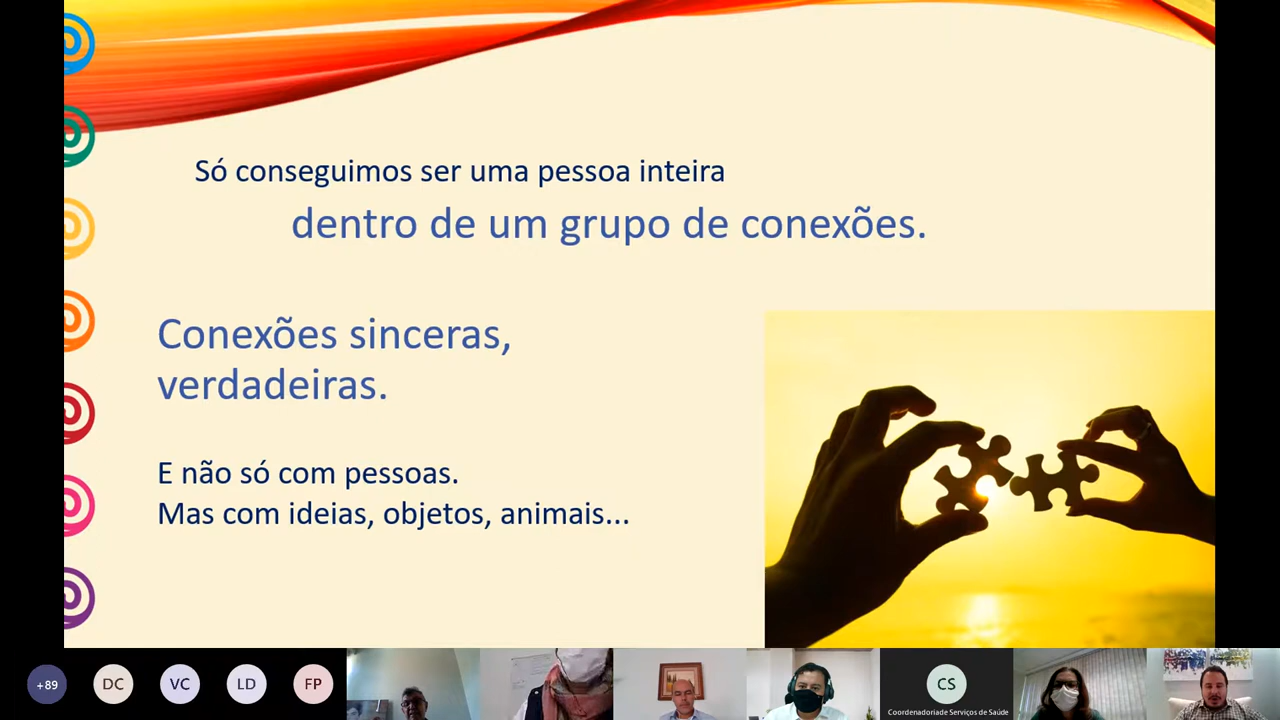 Só conseguimos ser uma pessoa inteira
dentro de um grupo de conexões.
Conexões sinceras,
verdadeiras.
E não só com pessoas.
Mas com ideias, objetos, animais...
+89
DC
VC
LD
FP
CS
Coordenadoria de Serviços de Saúde